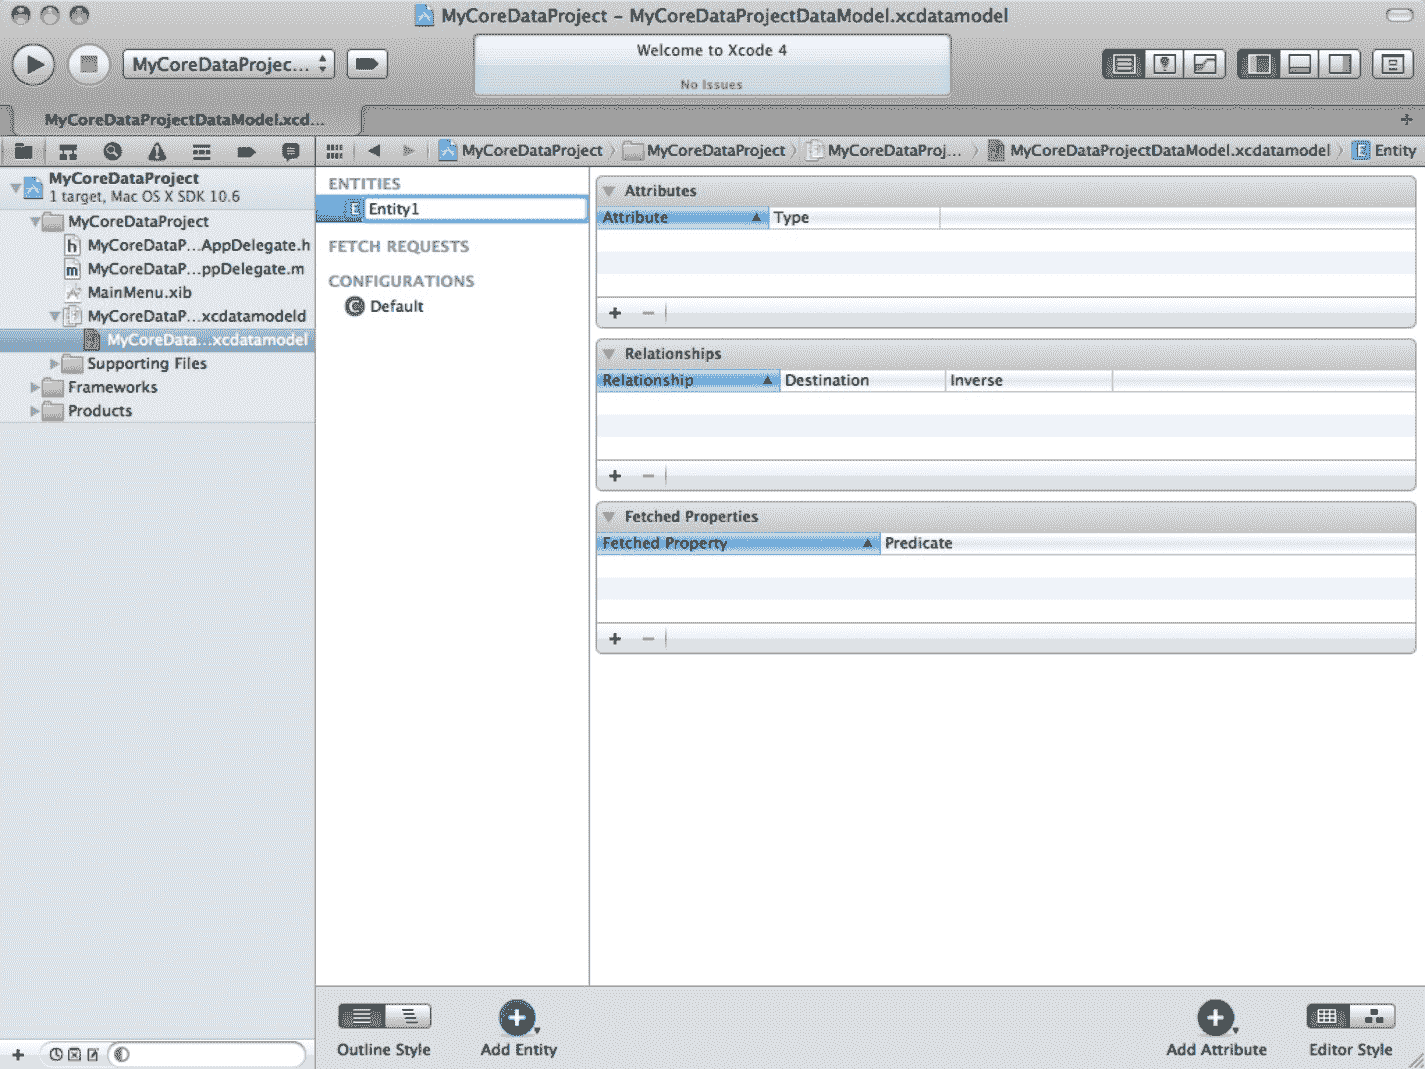 MyCoreDataProject – MyCoreDataProjectDataModel.xcdatamodel
MyCoreDataProjec...
Welcome to Xcode 4
No Issues
MyCoreDataProjectDataModel.xcd...
MyCoreDataProject
MyCoreDataProject
MyCoreDataProj...
MyCoreDataProjectDataModel.xcdatamodel
E Entity
MyCoreDataProject
1 target, Mac OS X SDK 10.6
MyCoreDataProject
h MyCoreDataP...AppDelegate.h
m MyCoreDataP...ppDelegate.m
MainMenu.xib
MyCoreDataP...xcdatamodeld
MyCoreData...xcdatamodel
Supporting Files
Frameworks
Products
ENTITIES
E Entity1
FETCH REQUESTS
CONFIGURATIONS
C Default
Attributes
Attribute Type
+ −
Relationships
Relationship Destination Inverse
+ −
Fetched Properties
Fetched Property Predicate
+ −
Outline Style
Add Entity
Add Attribute
Editor Style